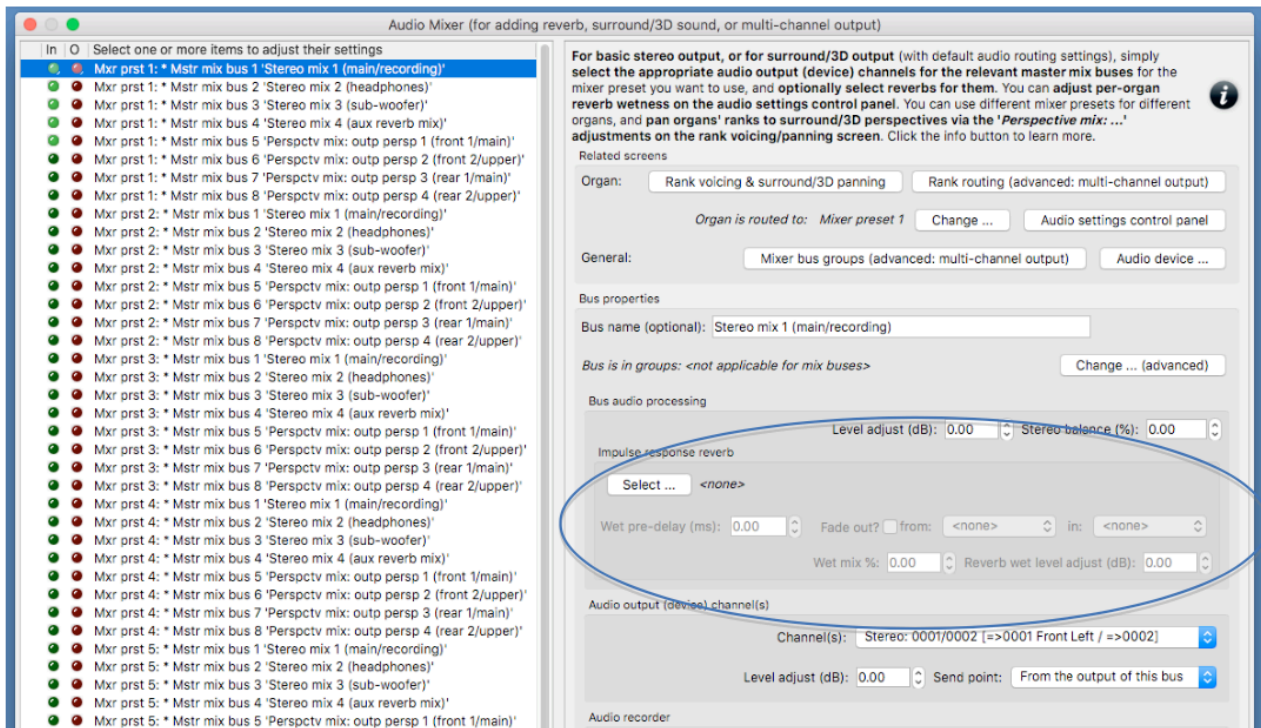 Audio Mixer (for adding reverb, surround/3D sound, or multi-channel output)
In O Select one or more items to adjust their settings
Mxr prst 1: * Mstr mix bus 1 'Stereo mix 1 (main/recording)'
Mxr prst 1: * Mstr mix bus 2 'Stereo mix 2 (headphones)'
Mxr prst 1: * Mstr mix bus 3 'Stereo mix 3 (sub-woofer)'
Mxr prst 1: * Mstr mix bus 4 'Stereo mix 4 (aux reverb mix)'
Mxr prst 1: * Mstr mix bus 5 'Perspctv mix: outp persp 1 (front 1/main)'
Mxr prst 1: * Mstr mix bus 6 'Perspctv mix: outp persp 2 (front 2/upper)'
Mxr prst 1: * Mstr mix bus 7 'Perspctv mix: outp persp 3 (rear 1/main)'
Mxr prst 1: * Mstr mix bus 8 'Perspctv mix: outp persp 4 (rear 2/upper)'
Mxr prst 2: * Mstr mix bus 1 'Stereo mix 1 (main/recording)'
Mxr prst 2: * Mstr mix bus 2 'Stereo mix 2 (headphones)'
Mxr prst 2: * Mstr mix bus 3 'Stereo mix 3 (sub-woofer)'
Mxr prst 2: * Mstr mix bus 4 'Stereo mix 4 (aux reverb mix)'
Mxr prst 2: * Mstr mix bus 5 'Perspctv mix: outp persp 1 (front 1/main)'
Mxr prst 2: * Mstr mix bus 6 'Perspctv mix: outp persp 2 (front 2/upper)'
Mxr prst 2: * Mstr mix bus 7 'Perspctv mix: outp persp 3 (rear 1/main)'
Mxr prst 2: * Mstr mix bus 8 'Perspctv mix: outp persp 4 (rear 2/upper)'
Mxr prst 3: * Mstr mix bus 1 'Stereo mix 1 (main/recording)'
Mxr prst 3: * Mstr mix bus 2 'Stereo mix 2 (headphones)'
Mxr prst 3: * Mstr mix bus 3 'Stereo mix 3 (sub-woofer)'
Mxr prst 3: * Mstr mix bus 4 'Stereo mix 4 (aux reverb mix)'
Mxr prst 3: * Mstr mix bus 5 'Perspctv mix: outp persp 1 (front 1/main)'
Mxr prst 3: * Mstr mix bus 6 'Perspctv mix: outp persp 2 (front 2/upper)'
Mxr prst 3: * Mstr mix bus 7 'Perspctv mix: outp persp 3 (rear 1/main)'
Mxr prst 3: * Mstr mix bus 8 'Perspctv mix: outp persp 4 (rear 2/upper)'
Mxr prst 4: * Mstr mix bus 1 'Stereo mix 1 (main/recording)'
Mxr prst 4: * Mstr mix bus 2 'Stereo mix 2 (headphones)'
Mxr prst 4: * Mstr mix bus 3 'Stereo mix 3 (sub-woofer)'
Mxr prst 4: * Mstr mix bus 4 'Stereo mix 4 (aux reverb mix)'
Mxr prst 4: * Mstr mix bus 5 'Perspctv mix: outp persp 1 (front 1/main)'
Mxr prst 4: * Mstr mix bus 6 'Perspctv mix: outp persp 2 (front 2/upper)'
Mxr prst 4: * Mstr mix bus 7 'Perspctv mix: outp persp 3 (rear 1/main)'
Mxr prst 4: * Mstr mix bus 8 'Perspctv mix: outp persp 4 (rear 2/upper)'
Mxr prst 5: * Mstr mix bus 1 'Stereo mix 1 (main/recording)'
Mxr prst 5: * Mstr mix bus 2 'Stereo mix 2 (headphones)'
Mxr prst 5: * Mstr mix bus 3 'Stereo mix 3 (sub-woofer)'
Mxr prst 5: * Mstr mix bus 4 'Stereo mix 4 (aux reverb mix)'
Mxr prst 5: * Mstr mix bus 5 'Perspctv mix: outp persp 1 (front 1/main)'
For basic stereo output, or for surround/3D output (with default audio routing settings), simply
select the appropriate audio output (device) channels for the relevant master mix buses for the
mixer preset you want to use, and optionally select reverbs for them. You can adjust per-organ
reverb wetness on the audio settings control panel. You can use different mixer presets for different
organs, and pan organs' ranks to surround/3D perspectives via the 'Perspective mix: ...'
adjustments on the rank voicing/panning screen. Click the info button to learn more.
Related screens
Organ: Rank voicing & surround/3D panning Rank routing (advanced: multi-channel output)
Organ is routed to: Mixer preset 1 Change ... Audio settings control panel
General: Mixer bus groups (advanced: multi-channel output) Audio device ...
Bus properties
Bus name (optional): Stereo mix 1 (main/recording)
Bus is in groups: <not applicable for mix buses> Change ... (advanced)
Bus audio processing
Level adjust (dB): 0.00 Stereo balance (%): 0.00
Impulse response reverb
Select ... <none>
Wet pre-delay (ms): 0.00 Fade out? from: <none> in: <none>
Wet mix %: 0.00 Reverb wet level adjust (dB): 0.00
Audio output (device) channel(s)
Channel(s): Stereo: 0001/0002 [=>0001 Front Left / =>0002]
Level adjust (dB): 0.00 Send point: From the output of this bus
Audio recorder